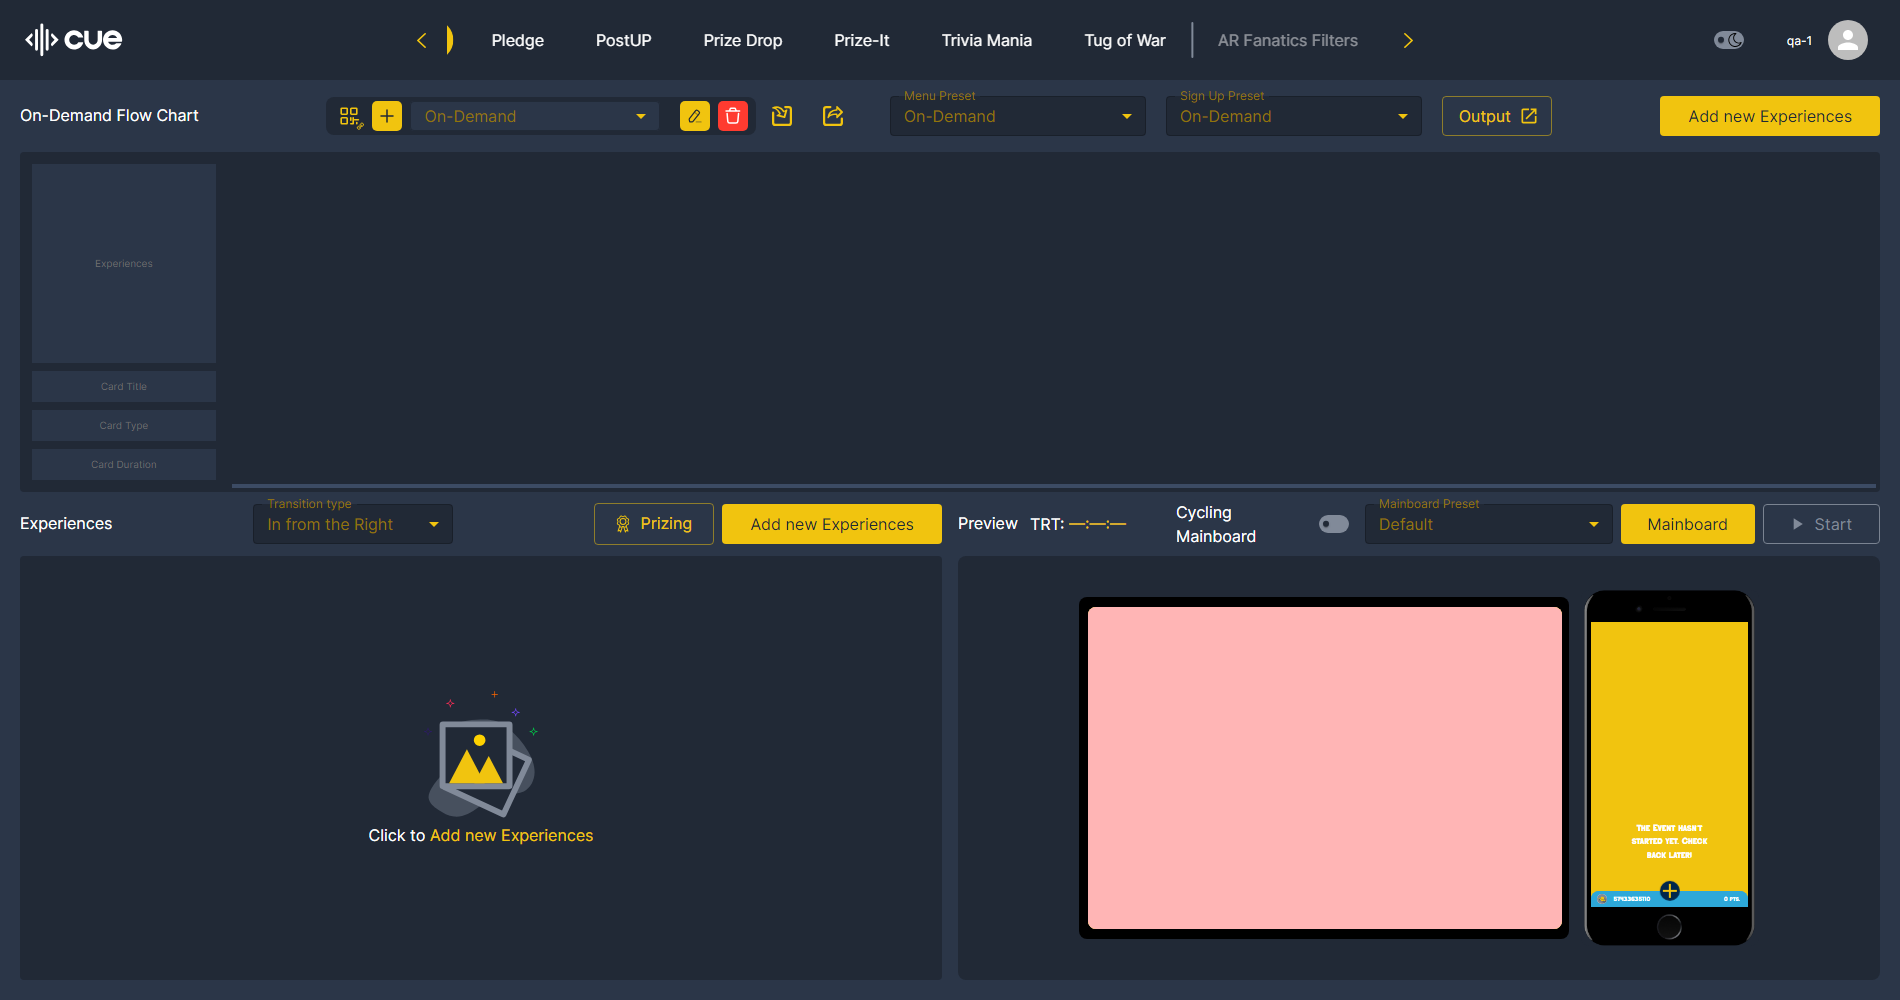 cue
Pledge
PostUP
Prize Drop
Prize-It
Trivia Mania
Tug of War
AR Fanatics Filters
qa-1
On-Demand Flow Chart
On-Demand
Menu Preset
On-Demand
Sign Up Preset
On-Demand
Output
Add new Experiences
Experiences
Card Title
Card Type
Card Duration
Experiences
Transition type
In from the Right
Prizing
Add new Experiences
Preview
TRT: —:—:—
Cycling
Mainboard
Mainboard Preset
Default
Mainboard
Start
Click to Add new Experiences
The Event hasn't
started yet. Check
back later!
0 PTS.